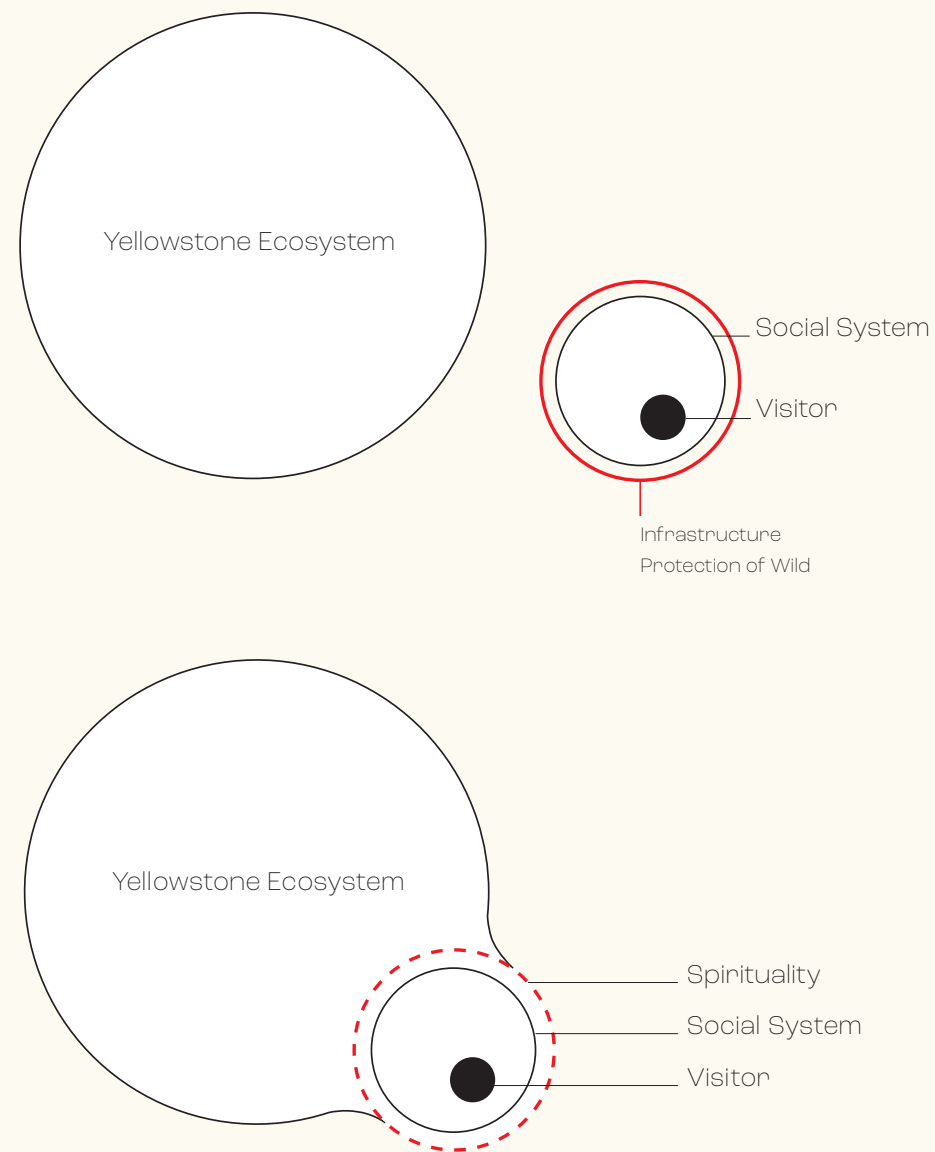 Yellowstone Ecosystem
Social System
Visitor
Infrastructure
Protection of Wild
Yellowstone Ecosystem
Spirituality
Social System
Visitor